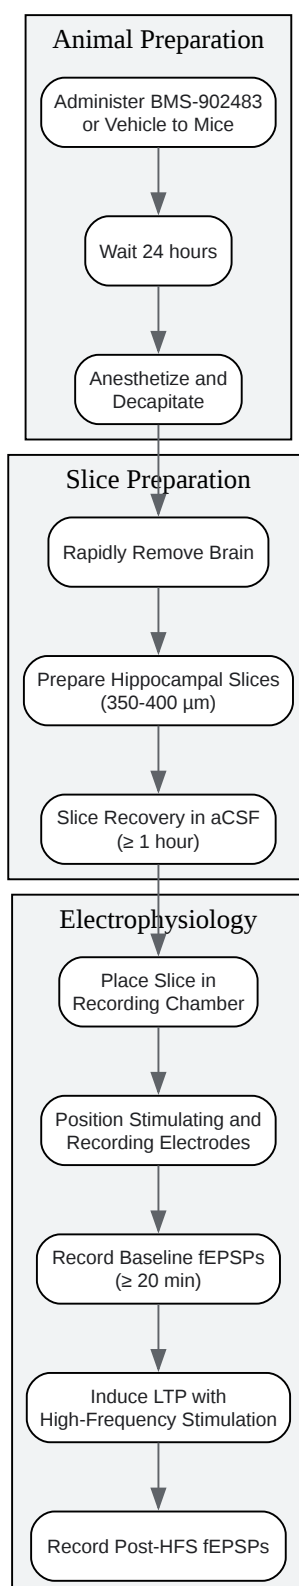 Animal Preparation
Administer BMS-902483
or Vehicle to Mice
Wait 24 hours
Anesthetize and
Decapitate
Slice Preparation
Rapidly Remove Brain
Prepare Hippocampal Slices
(350-400 µm)
Slice Recovery in aCSF
(≥ 1 hour)
Electrophysiology
Place Slice in
Recording Chamber
Position Stimulating and
Recording Electrodes
Record Baseline fEPSPs
(≥ 20 min)
Induce LTP with
High-Frequency Stimulation
Record Post-HFS fEPSPs